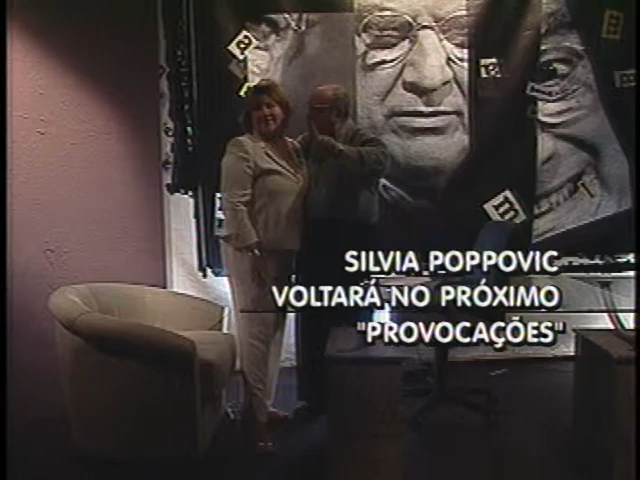 a
r
m
SILVIA POPPOVIC
VOLTARÁ NO PRÓXIMO
"PROVOCAÇÕES"